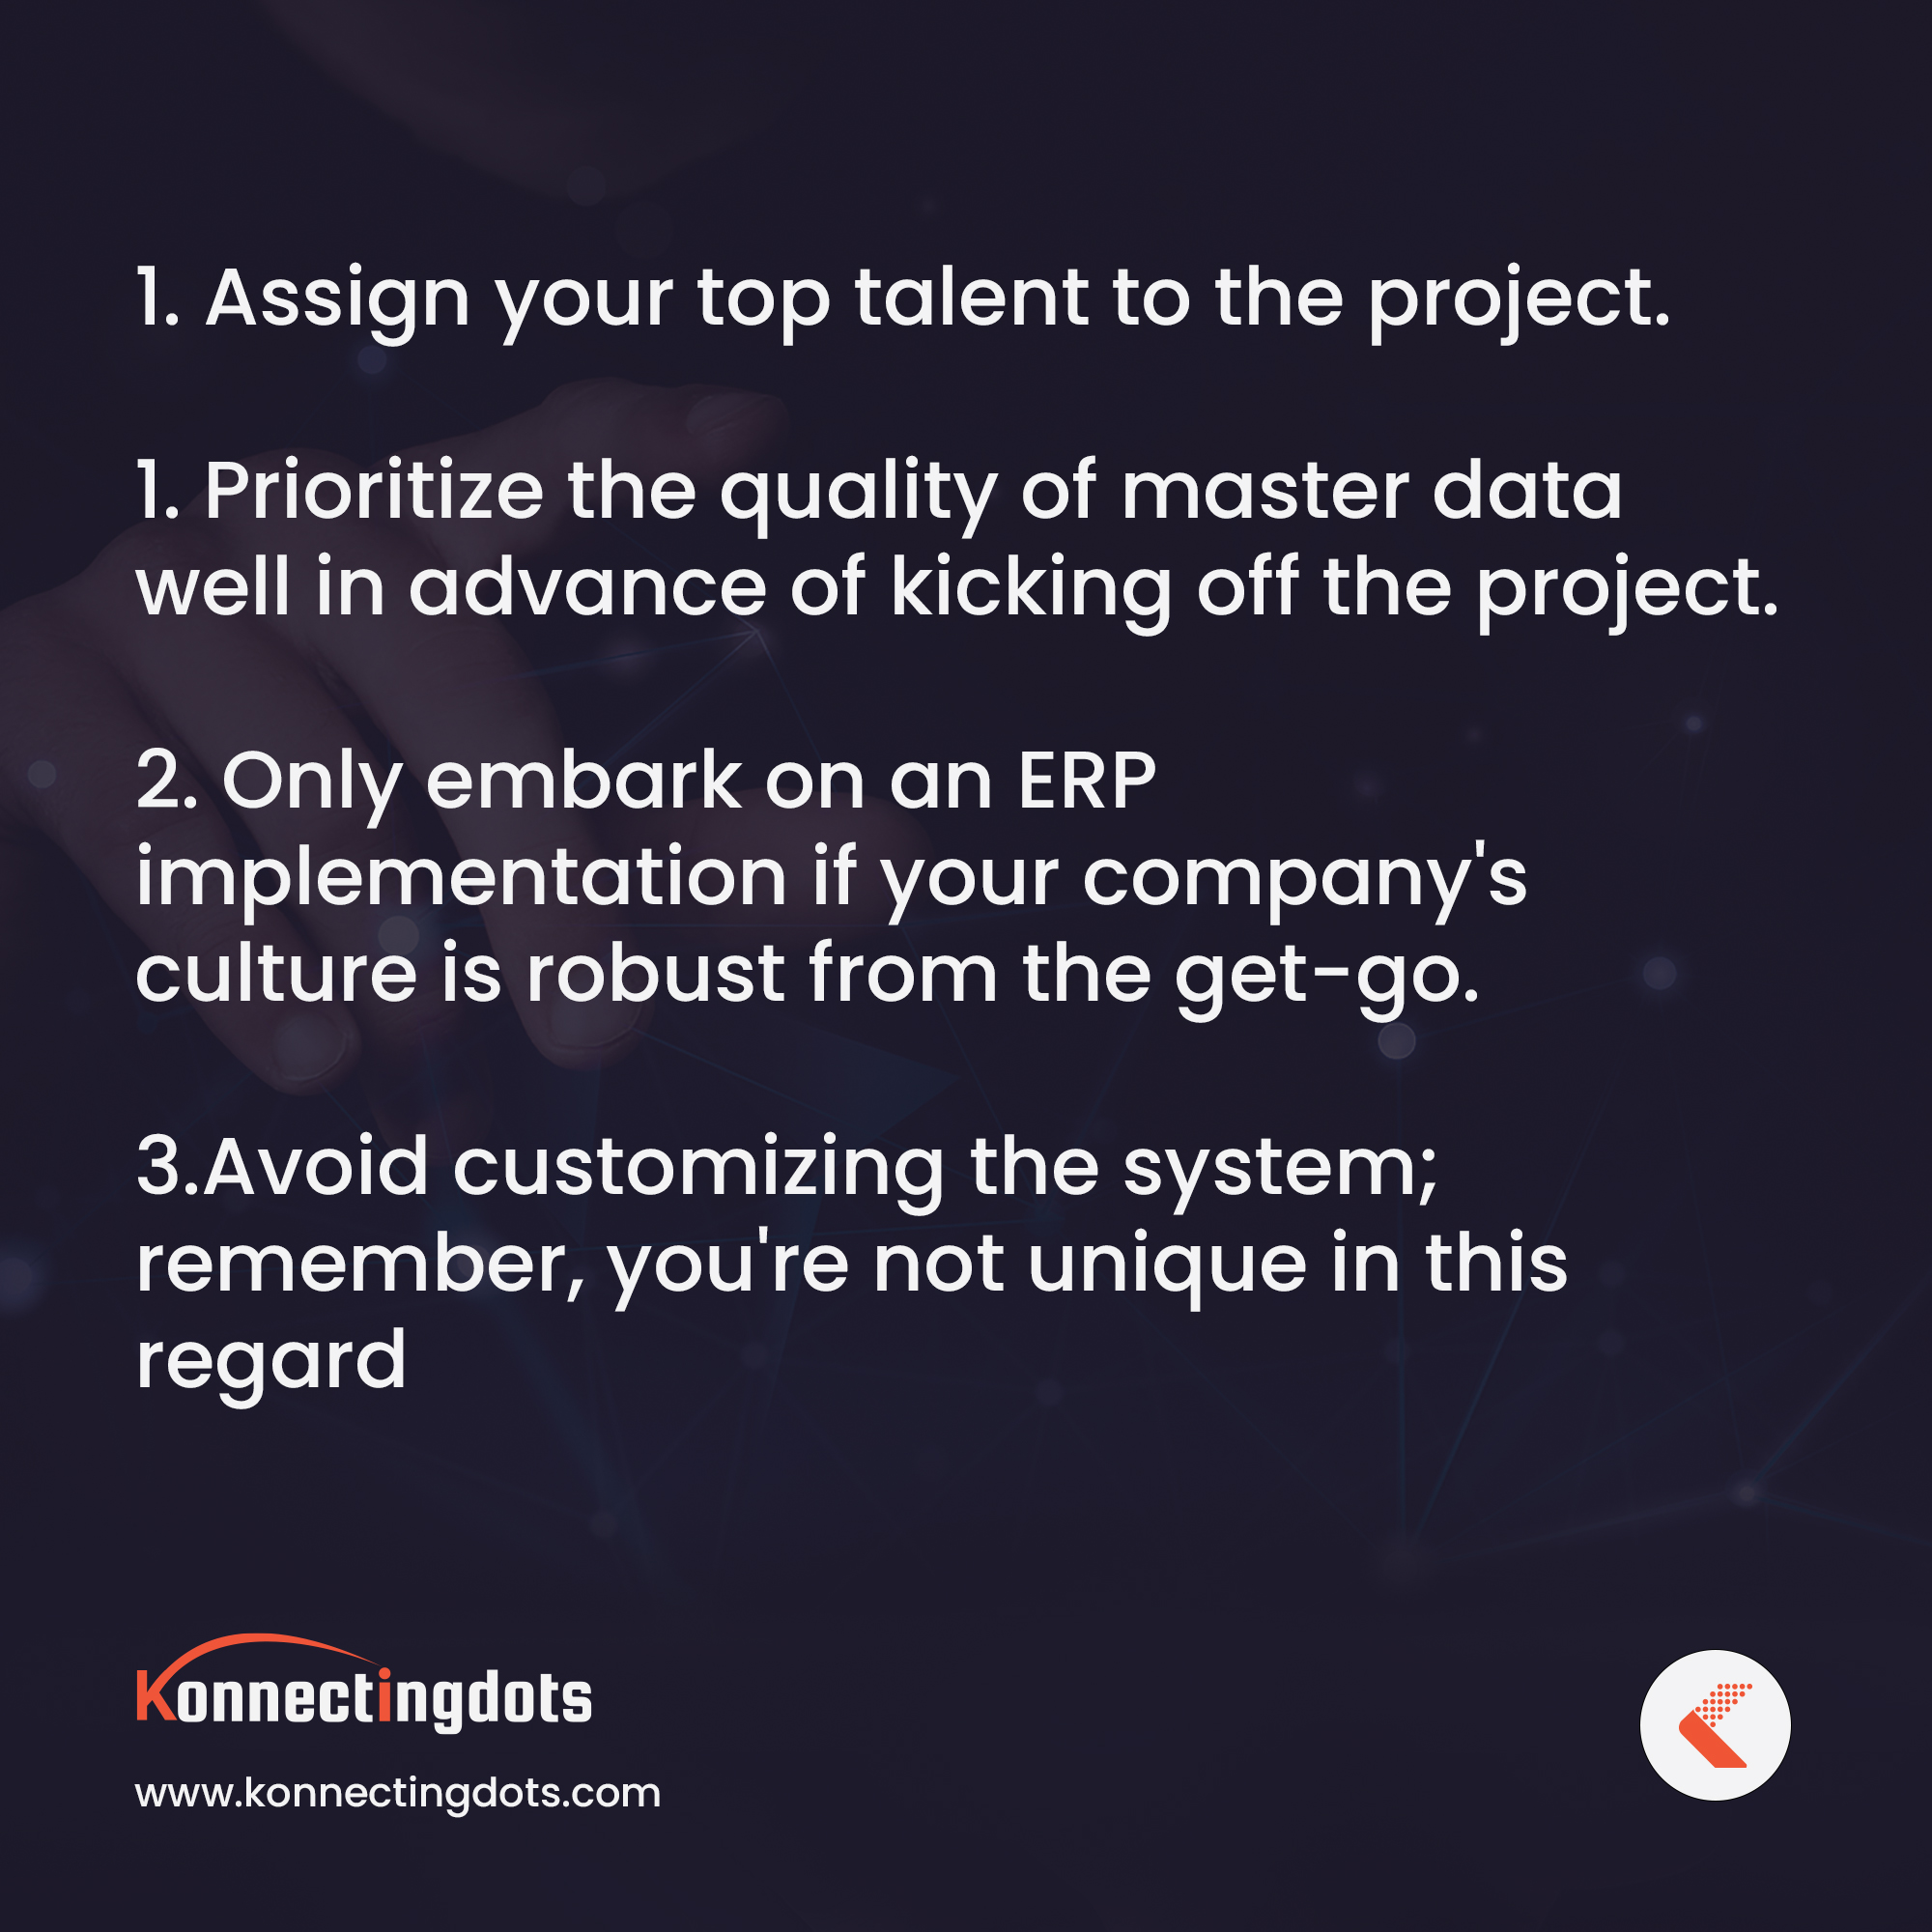 1. Assign your top talent to the project.
1. Prioritize the quality of master data
well in advance of kicking off the project.
2. Only embark on an ERP
implementation if your company's
culture is robust from the get-go.
3.Avoid customizing the system;
remember, you're not unique in this
regard
Konnectingdots
www.konnectingdots.com